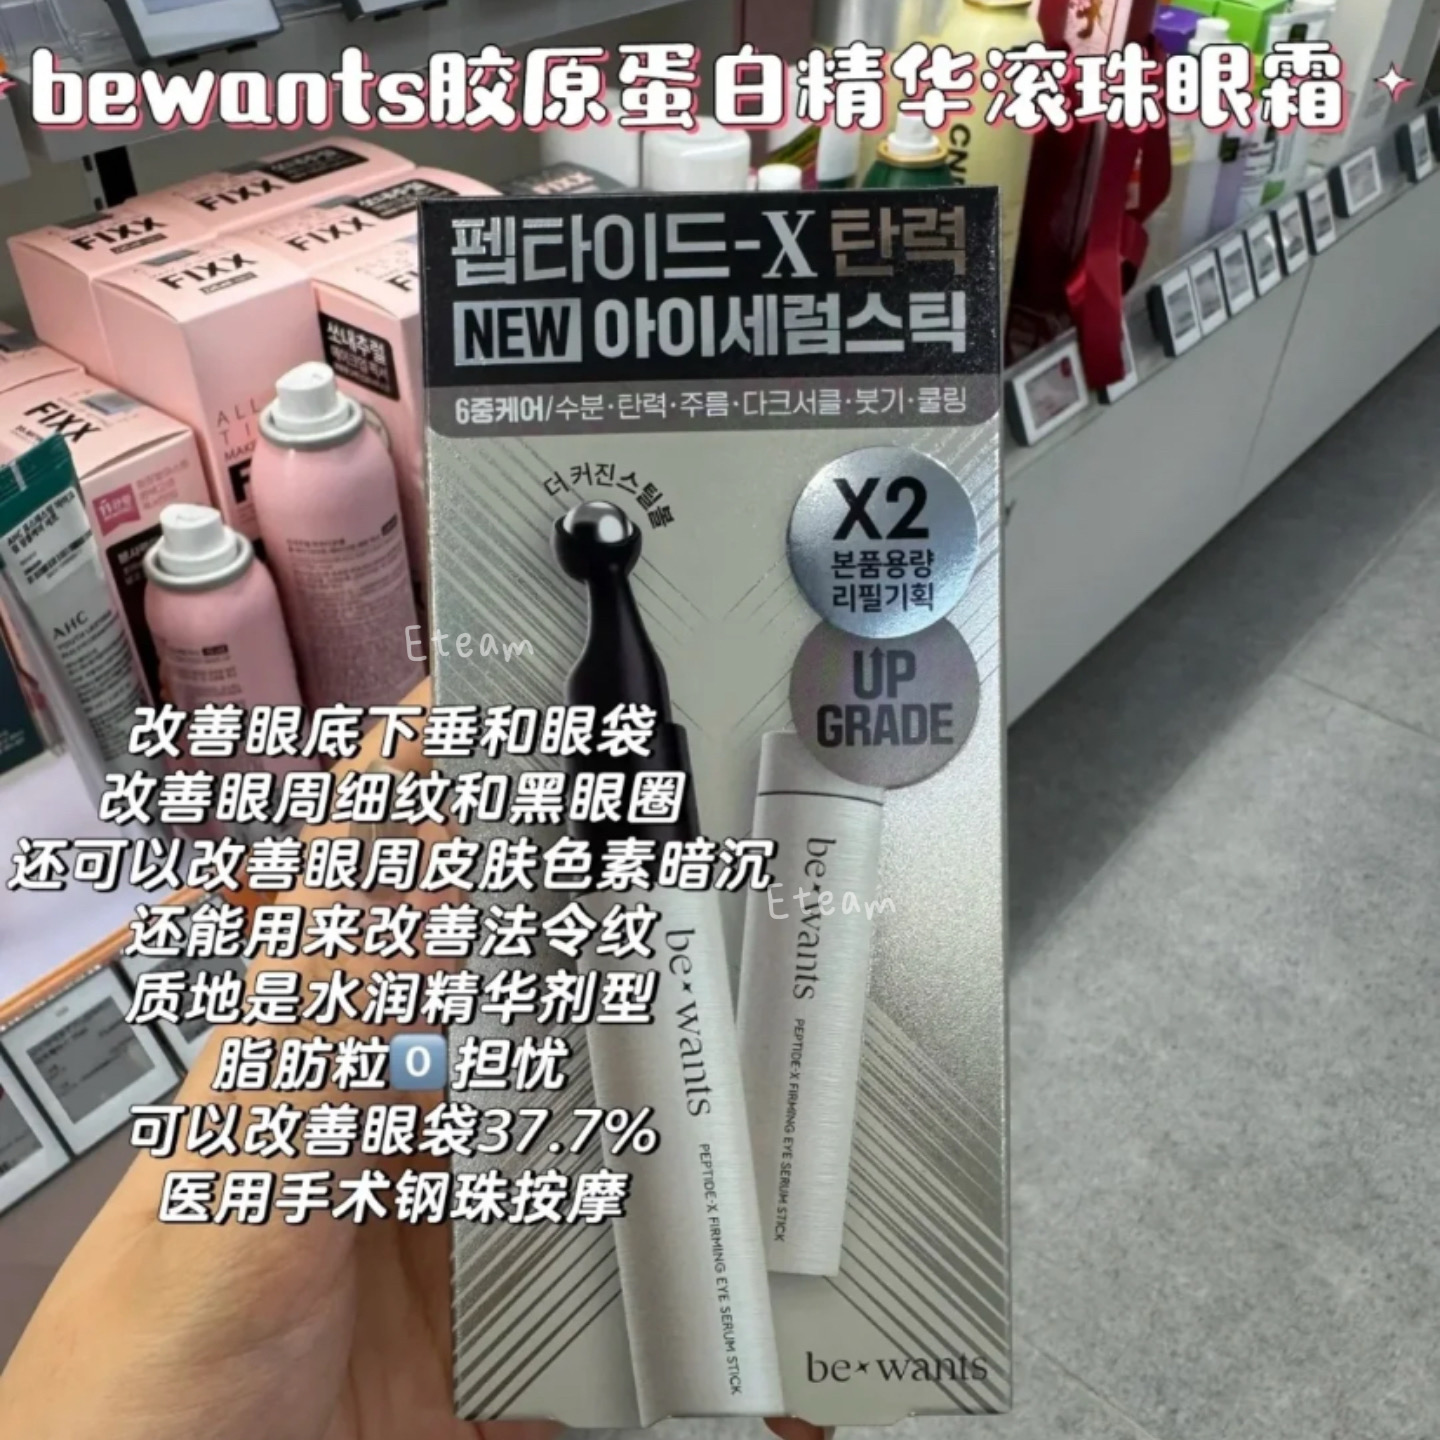 bewants胶原蛋白精华滚珠眼霜
펩타이드-X 탄력
NEW 아이세럼스틱
6중케어/수분·탄력·주름·다크서클·붓기·쿨링
더 커진 스틸볼
X2
본품용량
리필기획
UP
GRADE
be wants
PEPTIDE-X FIRMING EYE SERUM STICK
be wants
PEPTIDE-X FIRMING EYE SERUM STICK
be wants
Eteam
Eteam
改善眼底下垂和眼袋
改善眼周细纹和黑眼圈
还可以改善眼周皮肤色素暗沉
还能用来改善法令纹
质地是水润精华剂型
脂肪粒0️⃣担忧
可以改善眼袋37.7%
医用手术钢珠按摩
FIXX
FIXX
FIXX
FIXX
쏘내추럴
AHC